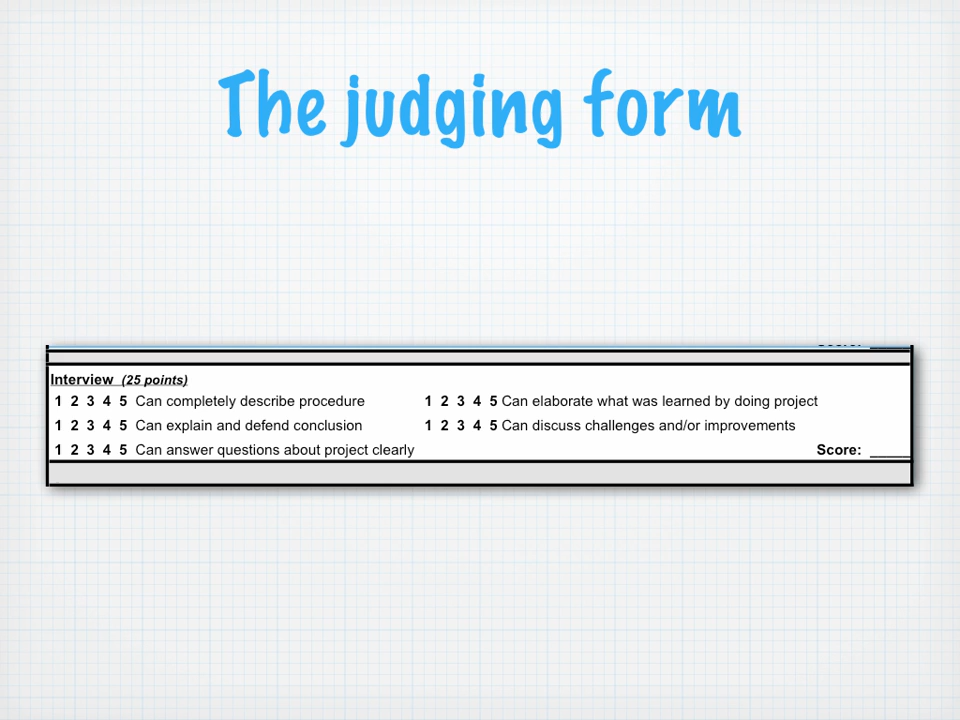 The judging form
Score: _____
Interview (25 points)
1 2 3 4 5 Can completely describe procedure 1 2 3 4 5 Can elaborate what was learned by doing project
1 2 3 4 5 Can explain and defend conclusion 1 2 3 4 5 Can discuss challenges and/or improvements
1 2 3 4 5 Can answer questions about project clearly Score: _____